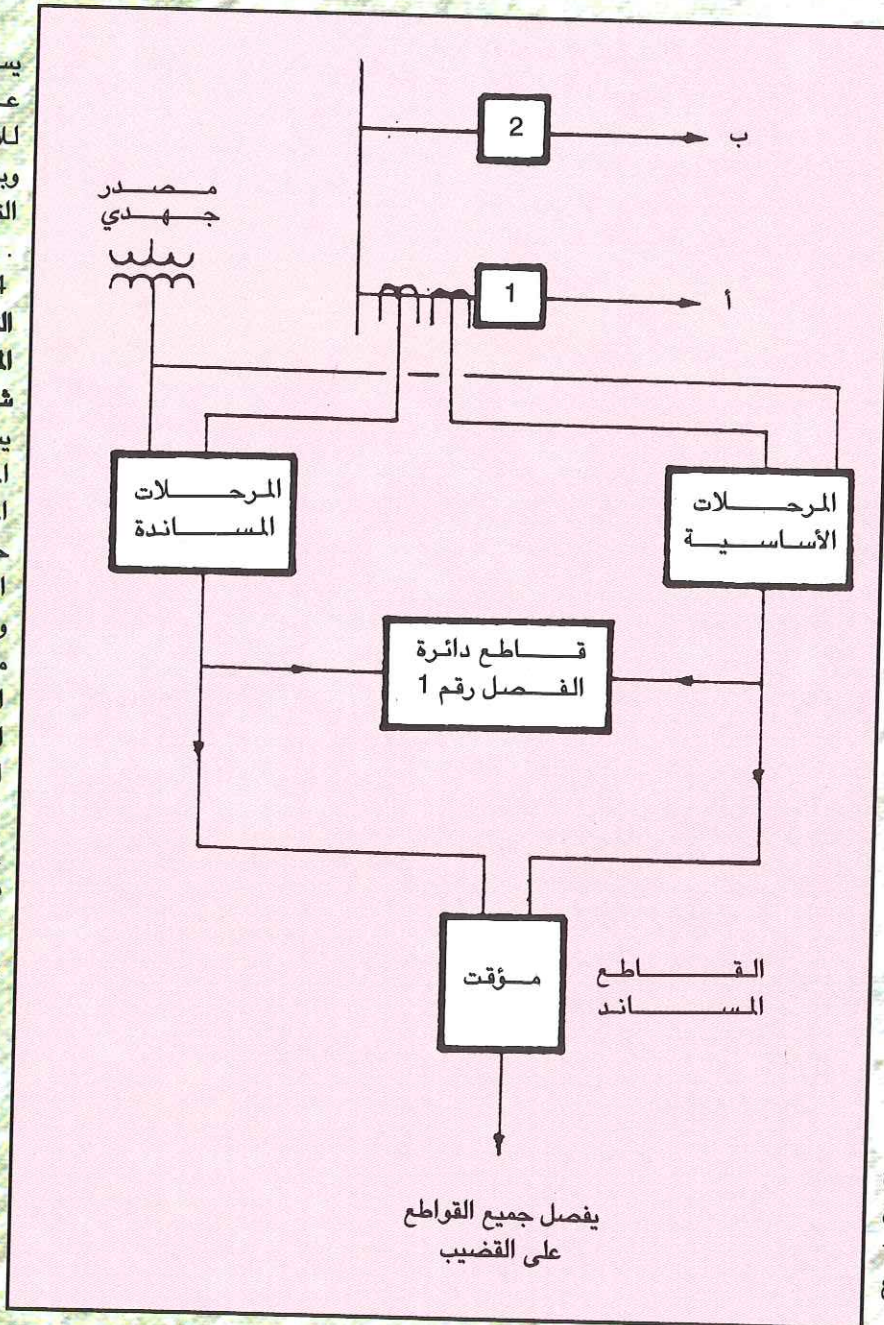 2
ب
مصدر
جهدي
1
أ
المرحلات
الأساسية
المرحلات
المساندة
قاطع دائرة
الفصل رقم 1
مؤقت
القاطع
المساند
يفصل جميع القواطع
على القضيب